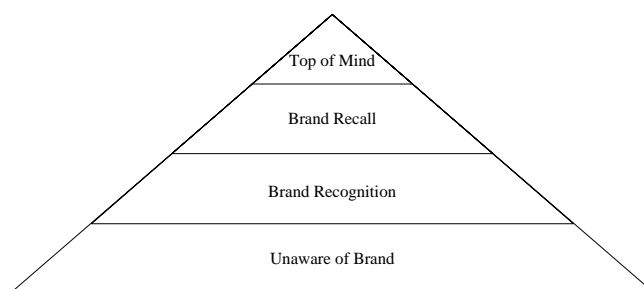 Top of Mind
Brand Recall
Brand Recognition
Unaware of Brand